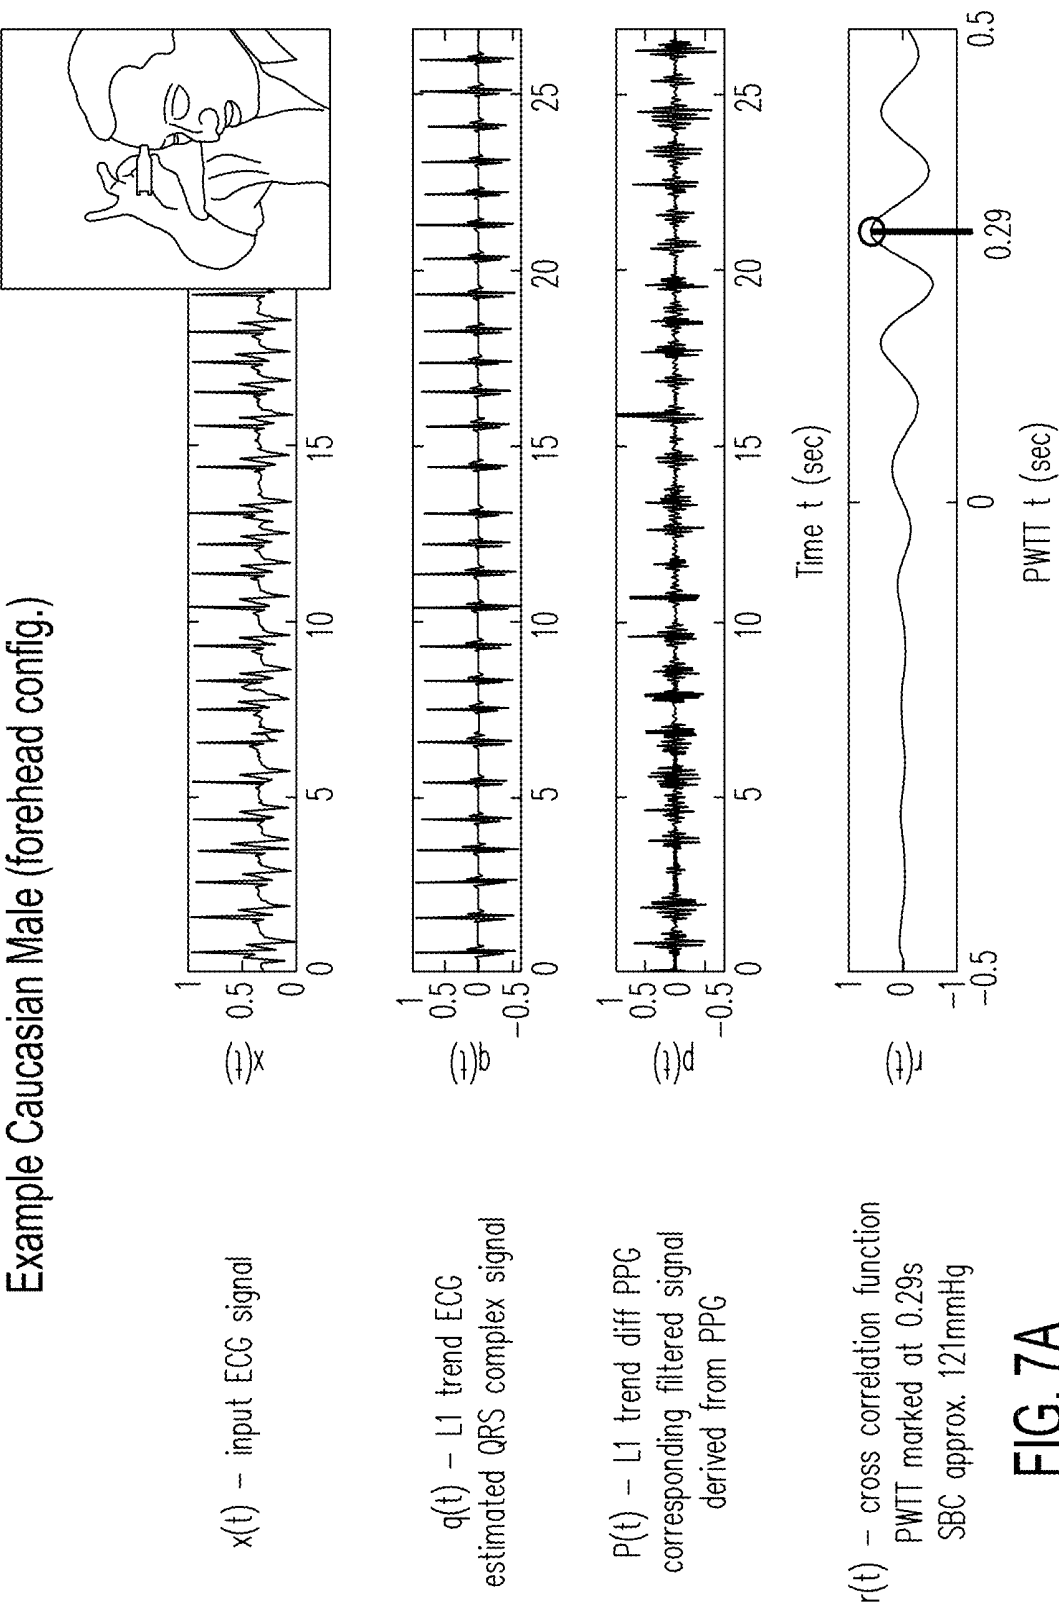 Example Caucasian Male (forehead config.)
x(t) – input ECG signal
x(t)
1
0.5
0
0 5 10 15
q(t) – L1 trend ECG
estimated QRS complex signal
q(t)
1
0.5
0
–0.5
0 5 10 15 20 25
P(t) – L1 trend diff PPG
corresponding filtered signal
derived from PPG
p(t)
1
0.5
0
–0.5
0 5 10 15 20 25
Time t (sec)
r(t) – cross correlation function
PWTT marked at 0.29s
SBC approx. 121mmHg
r(t)
1
0
–1
–0.5 0 0.29 0.5
PWTT t (sec)
FIG. 7A